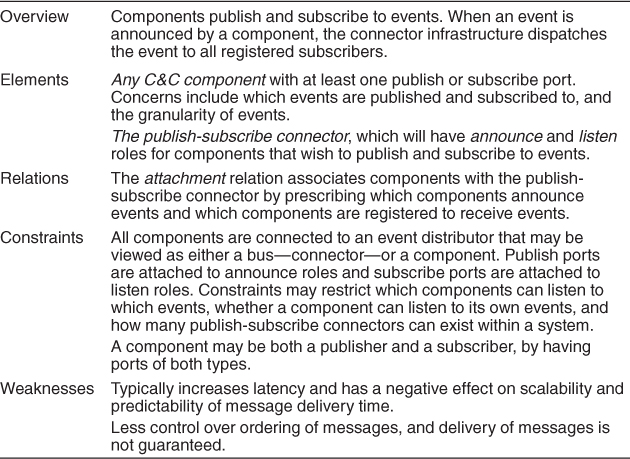 Overview Components publish and subscribe to events. When an event is
announced by a component, the connector infrastructure dispatches
the event to all registered subscribers.
Elements Any C&C component with at least one publish or subscribe port.
Concerns include which events are published and subscribed to, and
the granularity of events.
The publish-subscribe connector, which will have announce and listen
roles for components that wish to publish and subscribe to events.
Relations The attachment relation associates components with the publish-
subscribe connector by prescribing which components announce
events and which components are registered to receive events.
Constraints All components are connected to an event distributor that may be
viewed as either a bus—connector—or a component. Publish ports
are attached to announce roles and subscribe ports are attached to
listen roles. Constraints may restrict which components can listen to
which events, whether a component can listen to its own events, and
how many publish-subscribe connectors can exist within a system.
A component may be both a publisher and a subscriber, by having
ports of both types.
Weaknesses Typically increases latency and has a negative effect on scalability and
predictability of message delivery time.
Less control over ordering of messages, and delivery of messages is
not guaranteed.